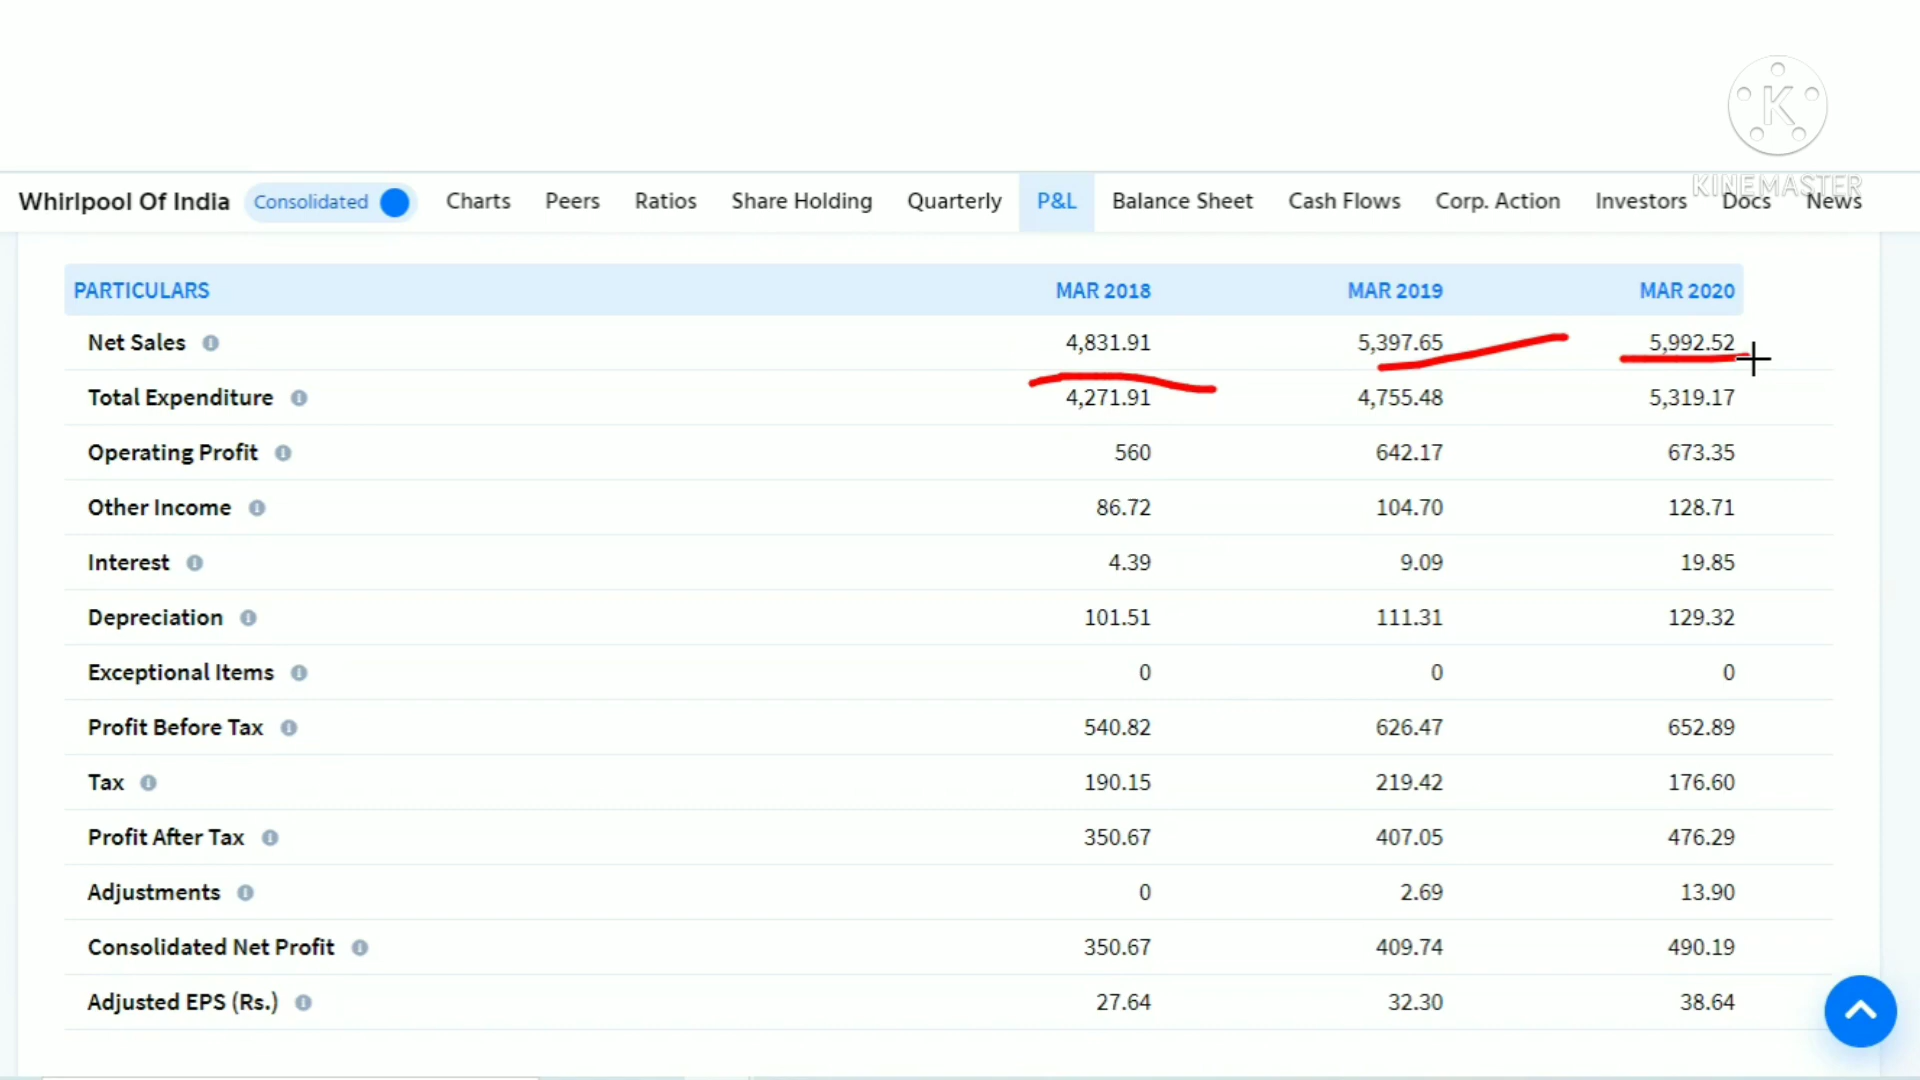 K
KINEMASTER
Whirlpool Of India Consolidated Charts Peers Ratios Share Holding Quarterly P&L Balance Sheet Cash Flows Corp. Action Investors Docs News
PARTICULARS MAR 2018 MAR 2019 MAR 2020
Net Sales 4,831.91 5,397.65 5,992.52
Total Expenditure 4,271.91 4,755.48 5,319.17
Operating Profit 560 642.17 673.35
Other Income 86.72 104.70 128.71
Interest 4.39 9.09 19.85
Depreciation 101.51 111.31 129.32
Exceptional Items 0 0 0
Profit Before Tax 540.82 626.47 652.89
Tax 190.15 219.42 176.60
Profit After Tax 350.67 407.05 476.29
Adjustments 0 2.69 13.90
Consolidated Net Profit 350.67 409.74 490.19
Adjusted EPS (Rs.) 27.64 32.30 38.64